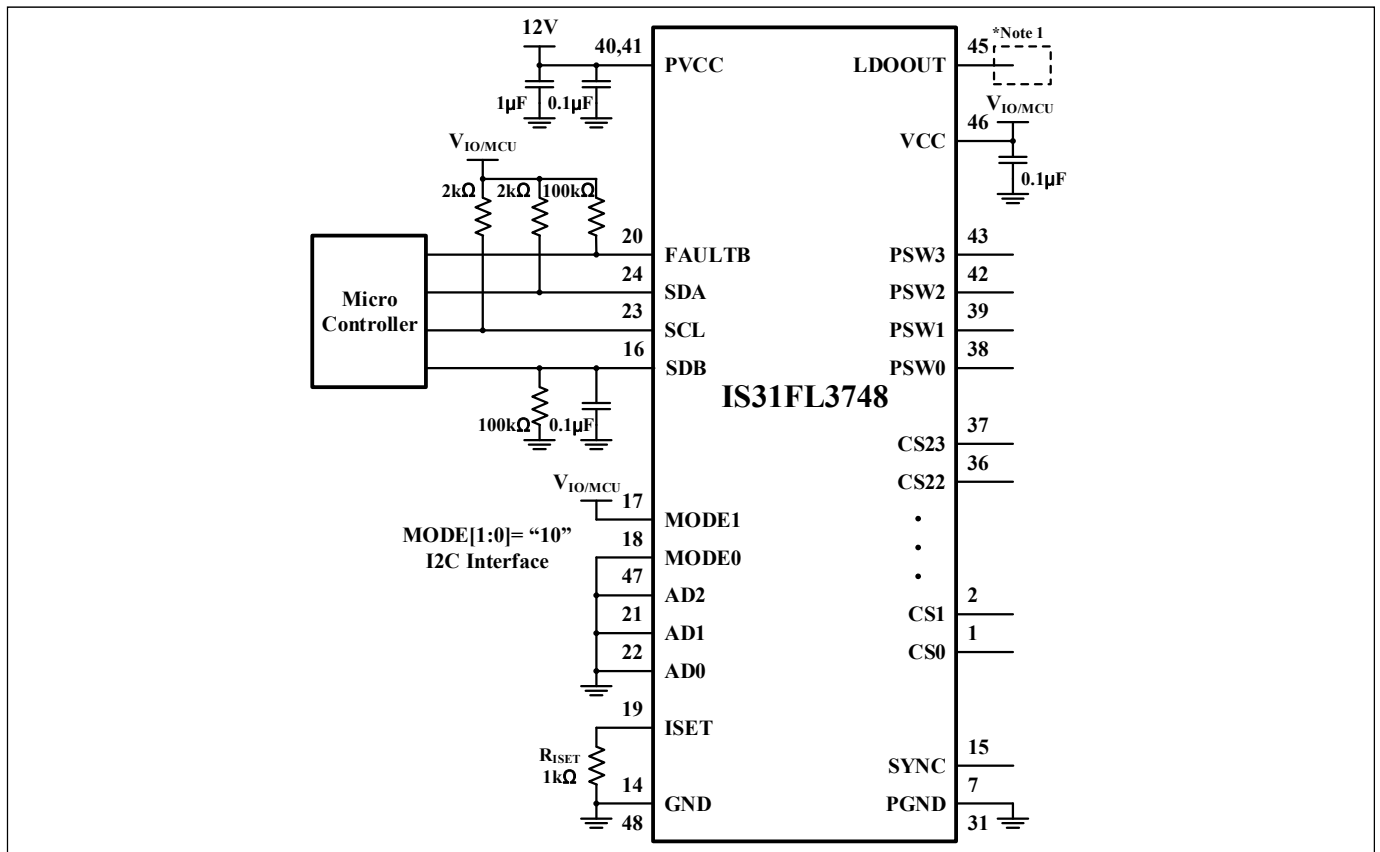 12V
40,41
PVCC
1µF
0.1µF
V_IO/MCU
2kΩ
2kΩ
100kΩ
Micro
Controller
20
FAULTB
24
SDA
23
SCL
16
SDB
100kΩ
0.1µF
V_IO/MCU
17
MODE1
MODE[1:0]= “10”
I2C Interface
18
MODE0
47
AD2
21
AD1
22
AD0
19
ISET
R_ISET
1kΩ
14
GND
48
IS31FL3748
*Note 1
45
LDOOUT
V_IO/MCU
46
VCC
0.1µF
43
PSW3
42
PSW2
39
PSW1
38
PSW0
37
CS23
36
CS22
2
CS1
1
CS0
15
SYNC
7
PGND
31